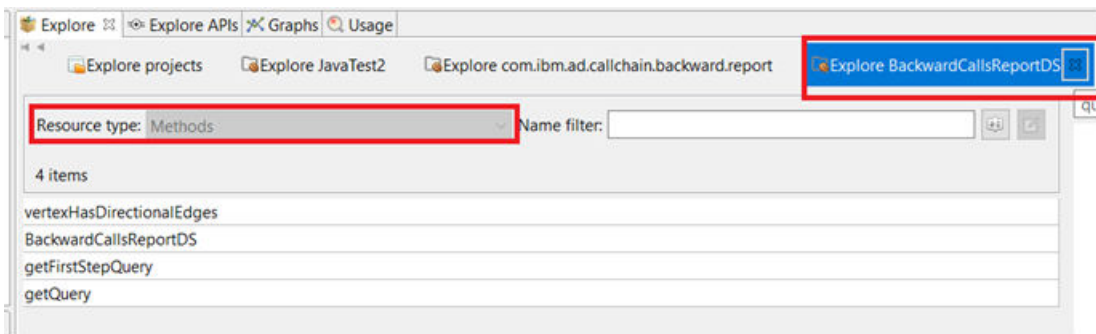 Explore Explore APIs Graphs Usage
Explore projects Explore JavaTest2 Explore com.ibm.ad.callchain.backward.report Explore BackwardCallsReportDS
qu
Resource type: Methods Name filter:
4 items
vertexHasDirectionalEdges
BackwardCallsReportDS
getFirstStepQuery
getQuery